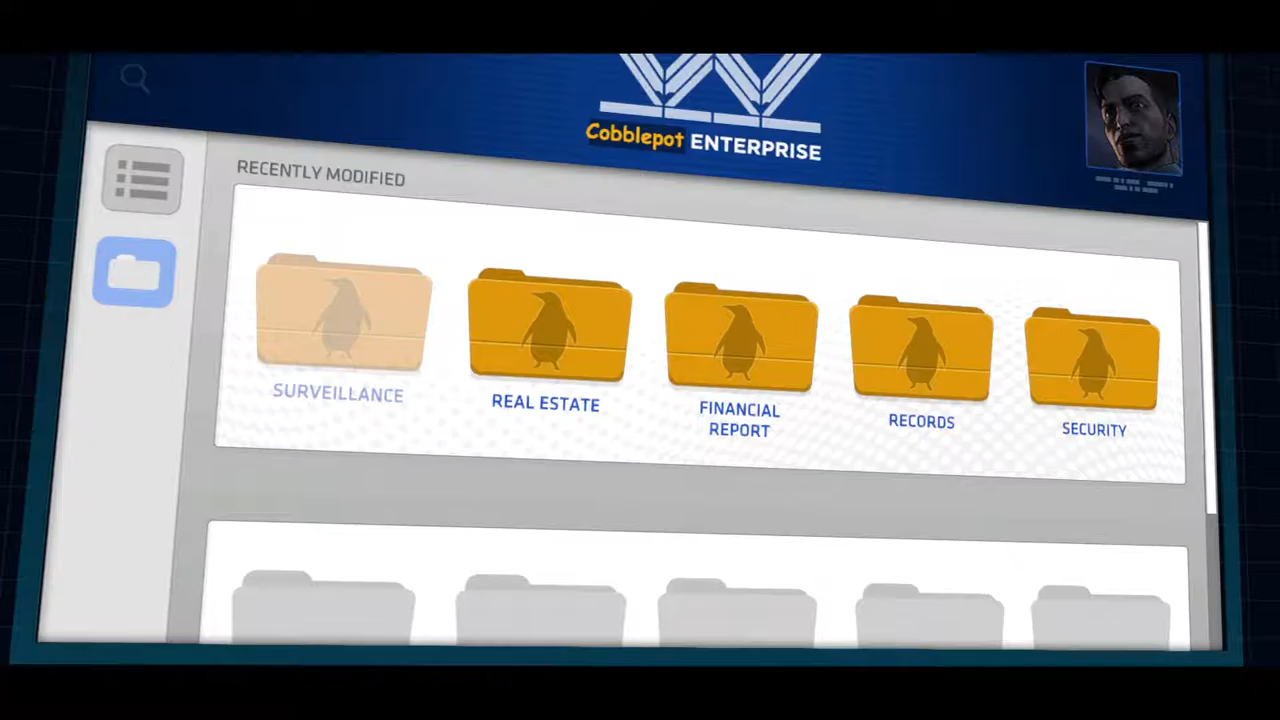 Cobblepot ENTERPRISE
RECENTLY MODIFIED
SURVEILLANCE
REAL ESTATE
FINANCIAL
REPORT
RECORDS
SECURITY